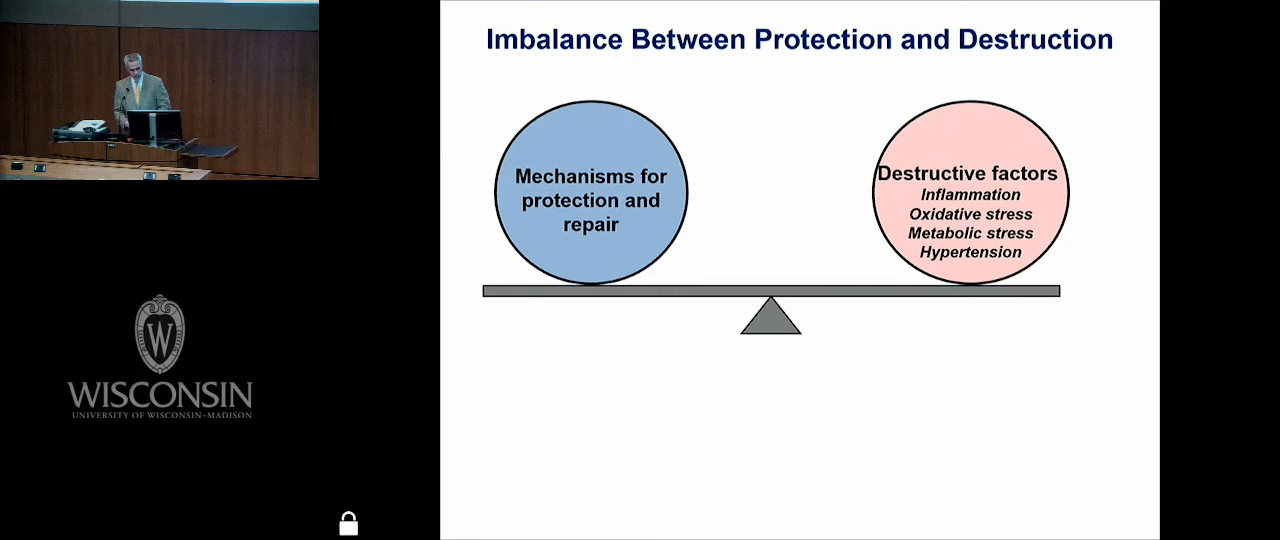 Imbalance Between Protection and Destruction
Mechanisms for
protection and
repair
Destructive factors
Inflammation
Oxidative stress
Metabolic stress
Hypertension
W
WISCONSIN
UNIVERSITY OF WISCONSIN–MADISON